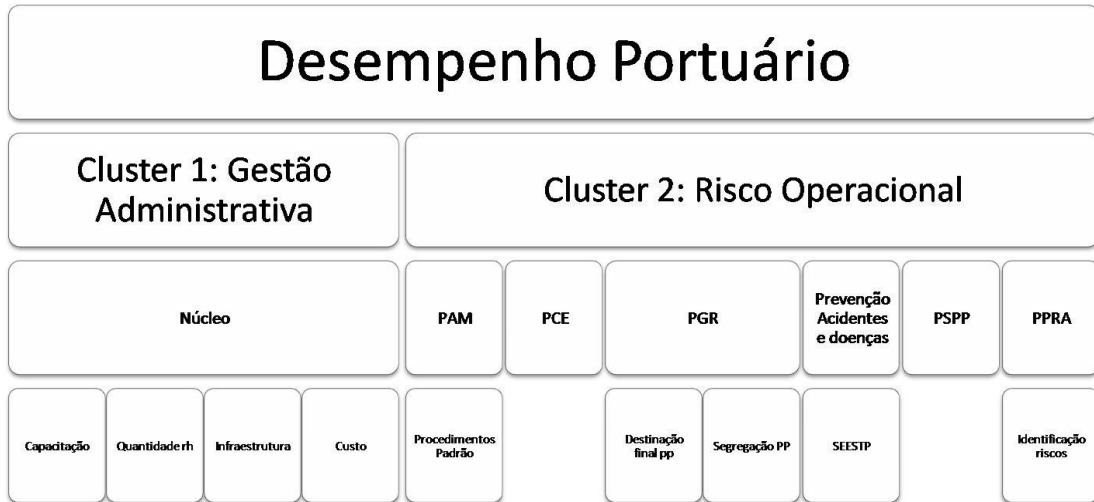 Desempenho Portuário
Cluster 1: Gestão
Administrativa
Cluster 2: Risco Operacional
Núcleo
PAM
PCE
PGR
Prevenção
Acidentes
e doenças
PSPP
PPRA
Capacitação
Quantidade rh
Infraestrutura
Custo
Procedimentos
Padrão
Destinação
final pp
Segregação PP
SEESTP
Identificação
riscos